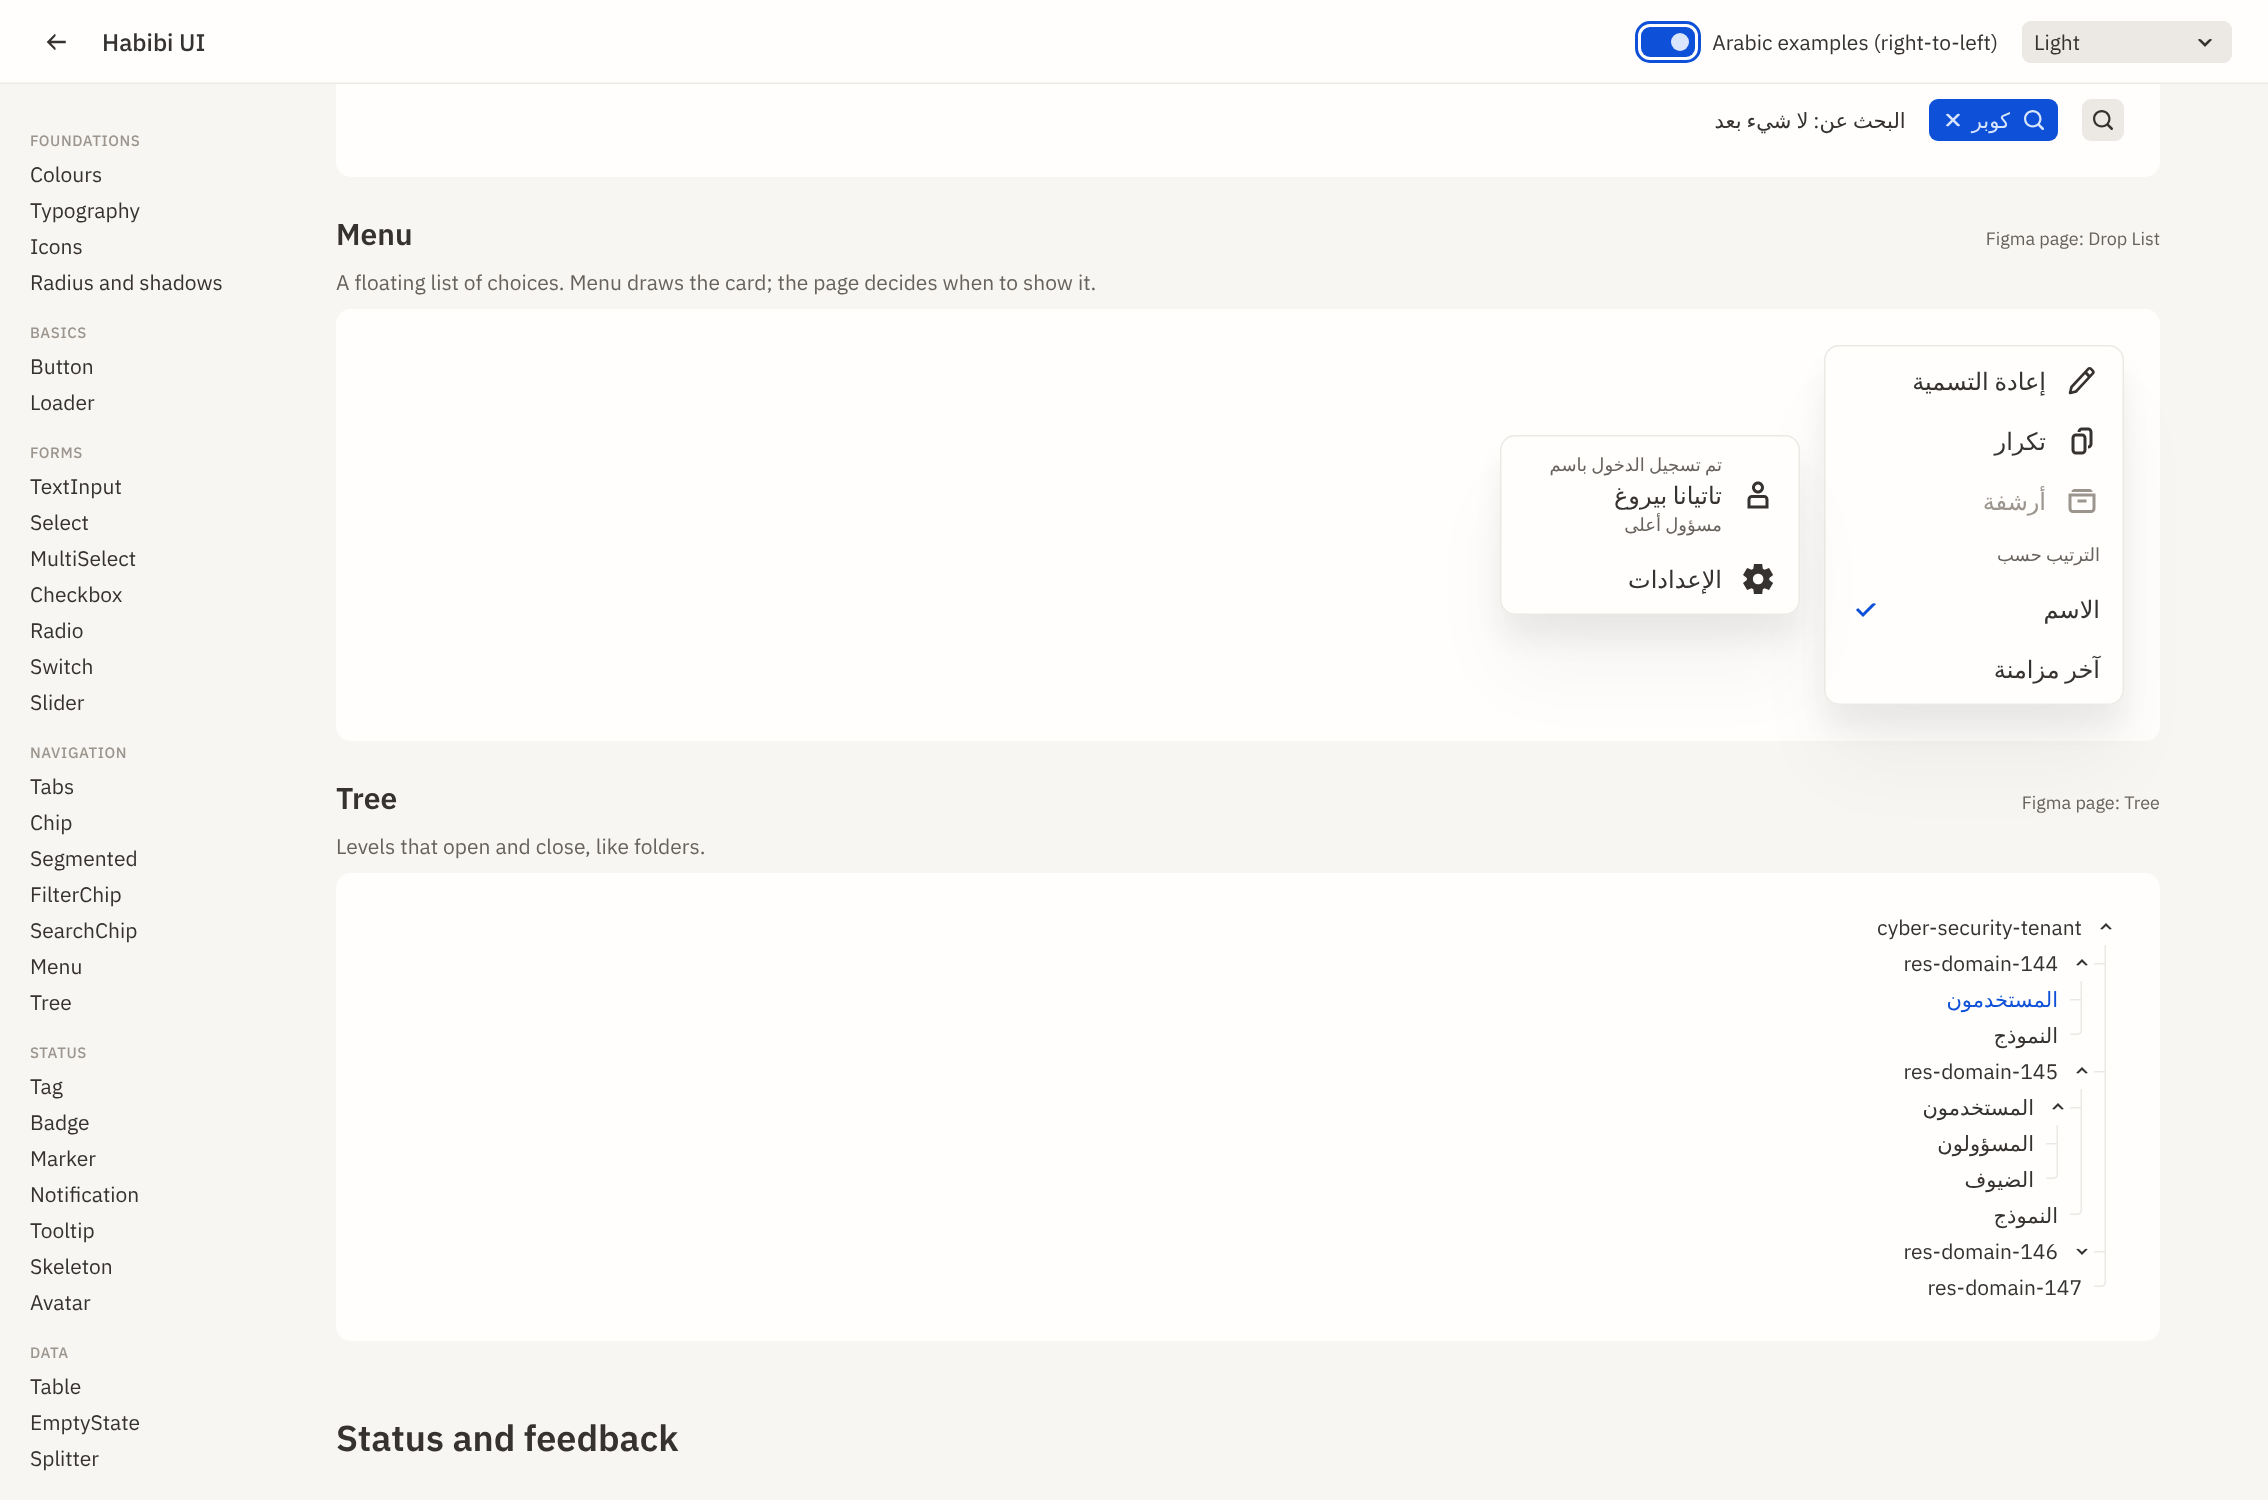 Habibi UI
Arabic examples (right-to-left)
Light
FOUNDATIONS
Colours
Typography
Icons
Radius and shadows
BASICS
Button
Loader
FORMS
TextInput
Select
MultiSelect
Checkbox
Radio
Switch
Slider
NAVIGATION
Tabs
Chip
Segmented
FilterChip
SearchChip
Menu
Tree
STATUS
Tag
Badge
Marker
Notification
Tooltip
Skeleton
Avatar
DATA
Table
EmptyState
Splitter
كوبر
البحث عن: لا شيء بعد
Menu
Figma page: Drop List
A floating list of choices. Menu draws the card; the page decides when to show it.
إعادة التسمية
تكرار
أرشفة
الترتيب حسب
الاسم
آخر مزامنة
تم تسجيل الدخول باسم
تاتيانا بيروغ
مسؤول أعلى
الإعدادات
Tree
Figma page: Tree
Levels that open and close, like folders.
cyber-security-tenant
res-domain-144
المستخدمون
النموذج
res-domain-145
المستخدمون
المسؤولون
الضيوف
النموذج
res-domain-146
res-domain-147
Status and feedback